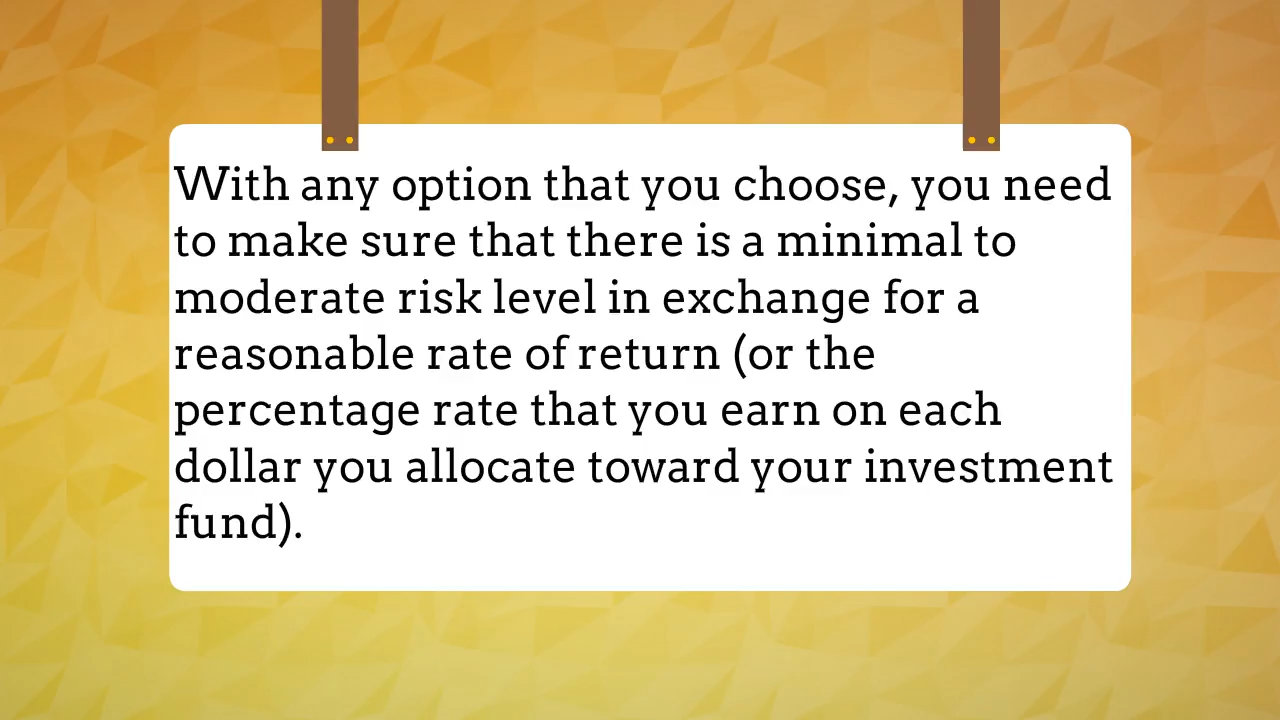 With any option that you choose, you need
to make sure that there is a minimal to
moderate risk level in exchange for a
reasonable rate of return (or the
percentage rate that you earn on each
dollar you allocate toward your investment
fund).